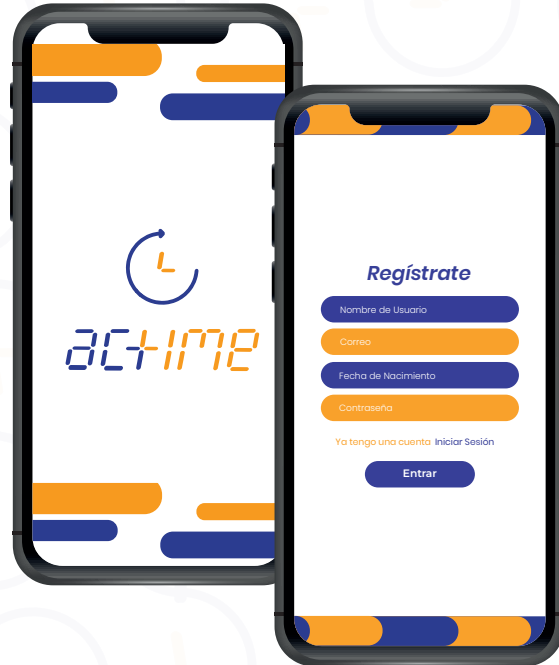 actime
Regístrate
Nombre de Usuario
Correo
Fecha de Nacimiento
Contraseña
Ya tengo una cuenta Iniciar Sesión
Entrar